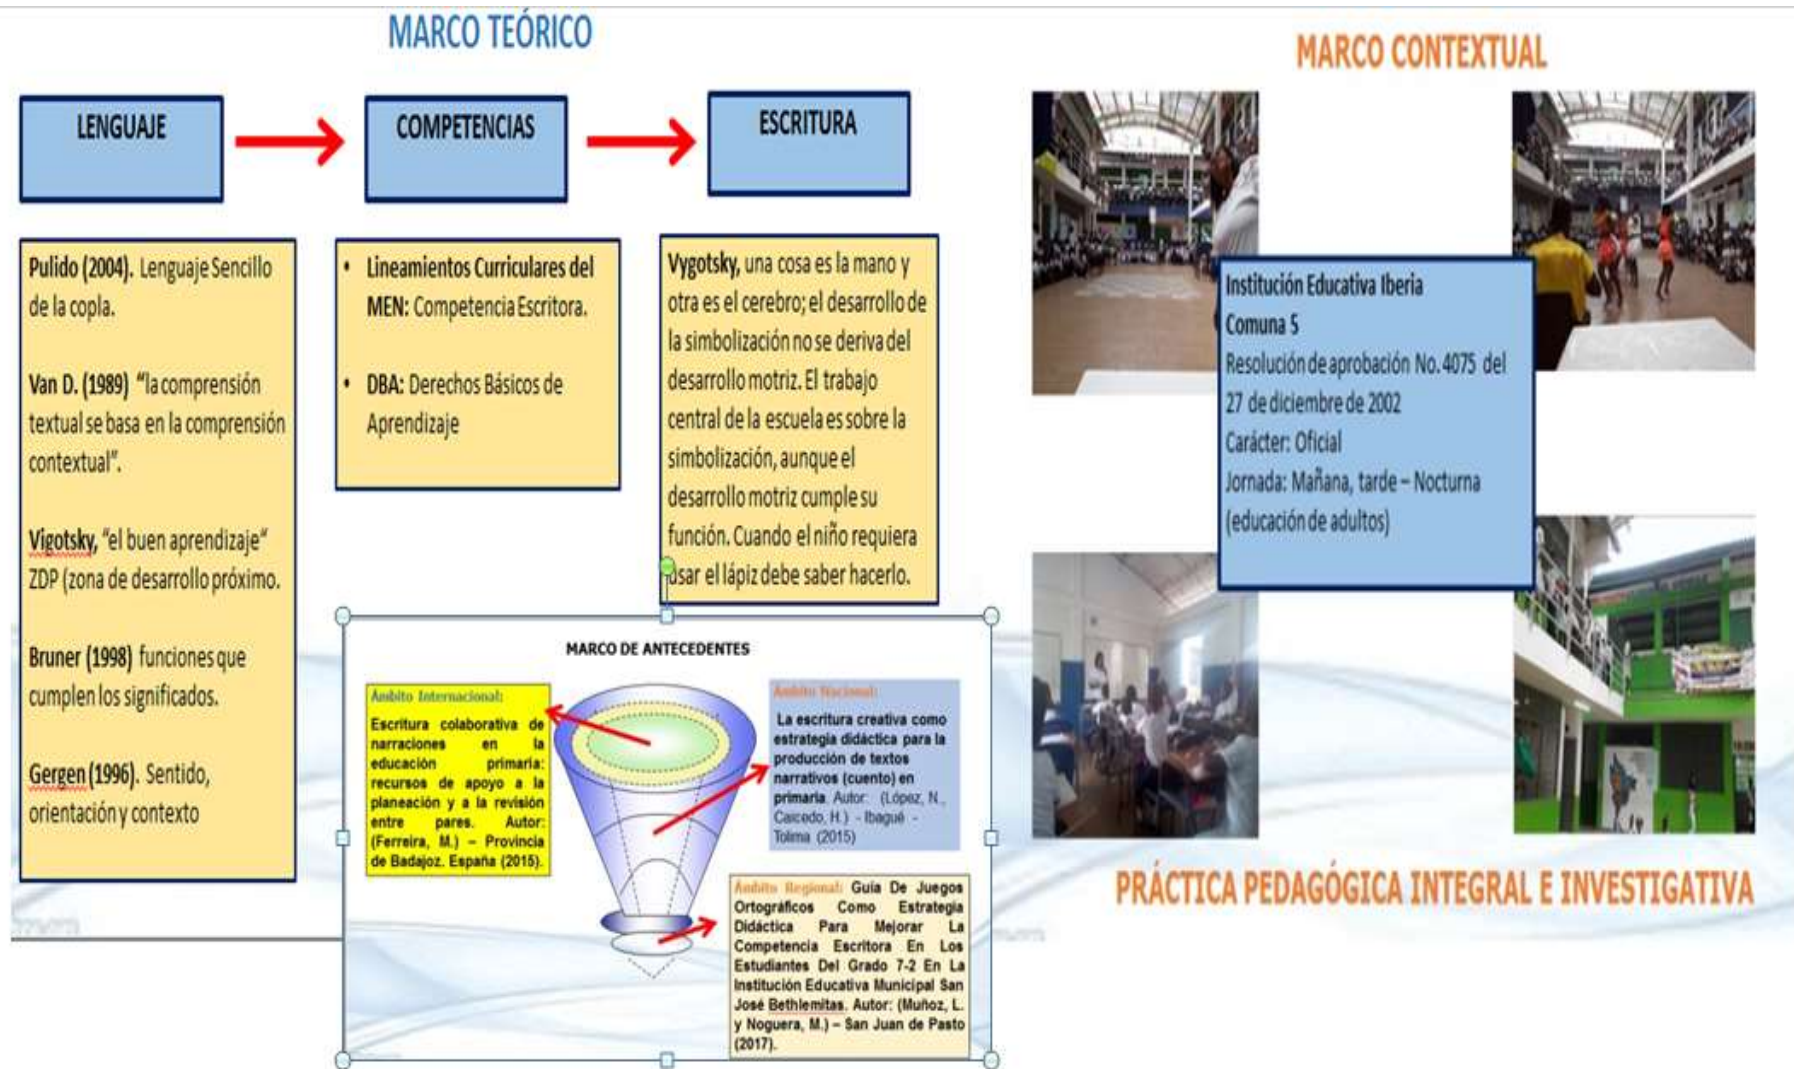 MARCO TEÓRICO
LENGUAJE
COMPETENCIAS
ESCRITURA
Pulido (2004). Lenguaje Sencillo
de la copla.
Van D. (1989) “la comprensión
textual se basa en la comprensión
contextual”.
Vigotsky, “el buen aprendizaje“
ZDP (zona de desarrollo próximo.
Bruner (1998) funciones que
cumplen los significados.
Gergen (1996). Sentido,
orientación y contexto
• Lineamientos Curriculares del
MEN: Competencia Escritora.
• DBA: Derechos Básicos de
Aprendizaje
Vygotsky, una cosa es la mano y
otra es el cerebro; el desarrollo de
la simbolización no se deriva del
desarrollo motriz. El trabajo
central de la escuela es sobre la
simbolización, aunque el
desarrollo motriz cumple su
función. Cuando el niño requiera
usar el lápiz debe saber hacerlo.
MARCO DE ANTECEDENTES
Ámbito Internacional:
Escritura colaborativa de
narraciones en la
educación primaria:
recursos de apoyo a la
planeación y a la revisión
entre pares. Autor:
(Ferreira, M.) – Provincia
de Badajoz. España (2015).
Ámbito Nacional:
La escritura creativa como
estrategia didáctica para la
producción de textos
narrativos (cuento) en
primaria. Autor: (López, N.,
Caicedo, H.) - Ibagué -
Tolima (2015)
Ámbito Regional: Guía De Juegos
Ortográficos Como Estrategia
Didáctica Para Mejorar La
Competencia Escritora En Los
Estudiantes Del Grado 7-2 En La
Institución Educativa Municipal San
José Bethlemitas. Autor: (Muñoz, L.
y Noguera, M.) – San Juan de Pasto
(2017).
MARCO CONTEXTUAL
Institución Educativa Iberia
Comuna 5
Resolución de aprobación No. 4075 del
27 de diciembre de 2002
Carácter: Oficial
Jornada: Mañana, tarde – Nocturna
(educación de adultos)
PRÁCTICA PEDAGÓGICA INTEGRAL E INVESTIGATIVA